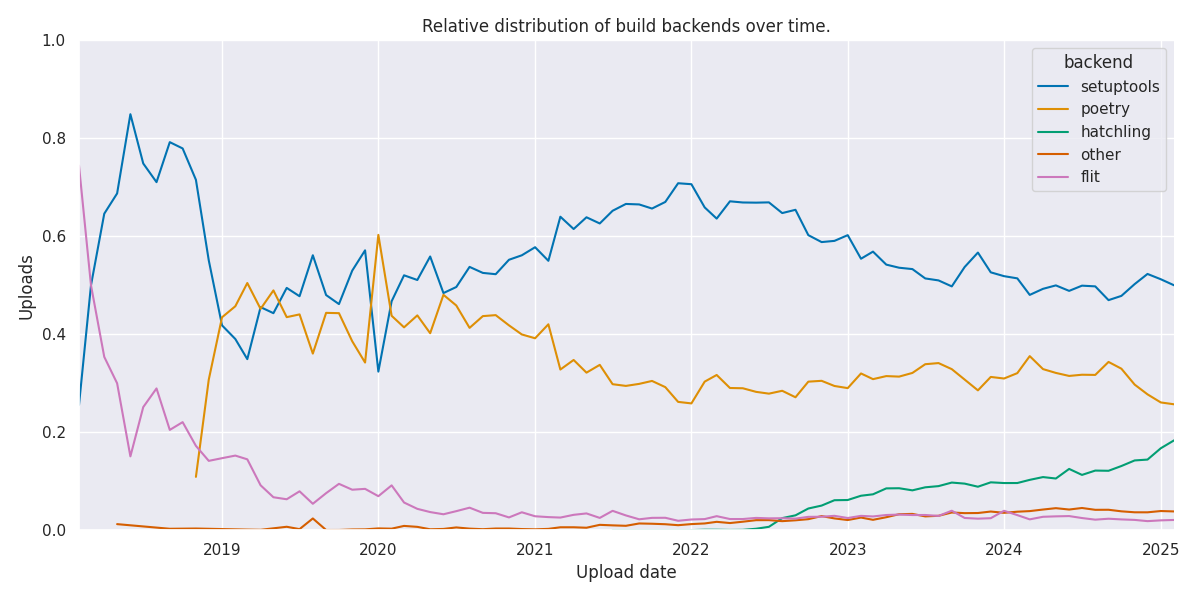 Relative distribution of build backends over time.
1.0
0.8
0.6
0.4
0.2
0.0
Uploads
backend
setuptools
poetry
hatchling
other
flit
2019
2020
2021
2022
2023
2024
2025
Upload date